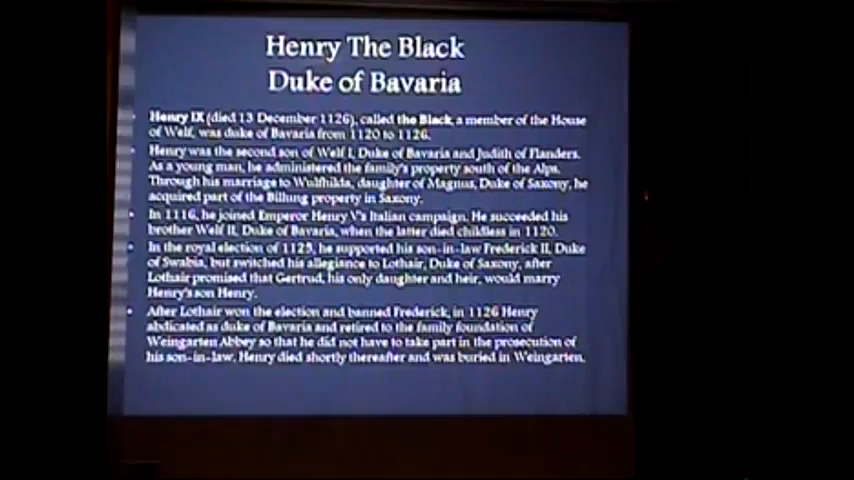 Henry The Black
Duke of Bavaria
• Henry IX (died 13 December 1126), called the Black, a member of the House
of Welf, was duke of Bavaria from 1120 to 1126.
• Henry was the second son of Welf I, Duke of Bavaria and Judith of Flanders.
As a young man, he administered the family's property south of the Alps.
Through his marriage to Wulfhilda, daughter of Magnus, Duke of Saxony, he
acquired part of the Billung property in Saxony.
• In 1116, he joined Emperor Henry V's Italian campaign. He succeeded his
brother Welf II, Duke of Bavaria, when the latter died childless in 1120.
• In the royal election of 1125, he supported his son-in-law Frederick II, Duke
of Swabia, but switched his allegiance to Lothair, Duke of Saxony, after
Lothair promised that Gertrud, his only daughter and heir, would marry
Henry's son Henry.
• After Lothair won the election and banned Frederick, in 1126 Henry
abdicated as duke of Bavaria and retired to the family foundation of
Weingarten Abbey so that he did not have to take part in the prosecution of
his son-in-law. Henry died shortly thereafter and was buried in Weingarten.